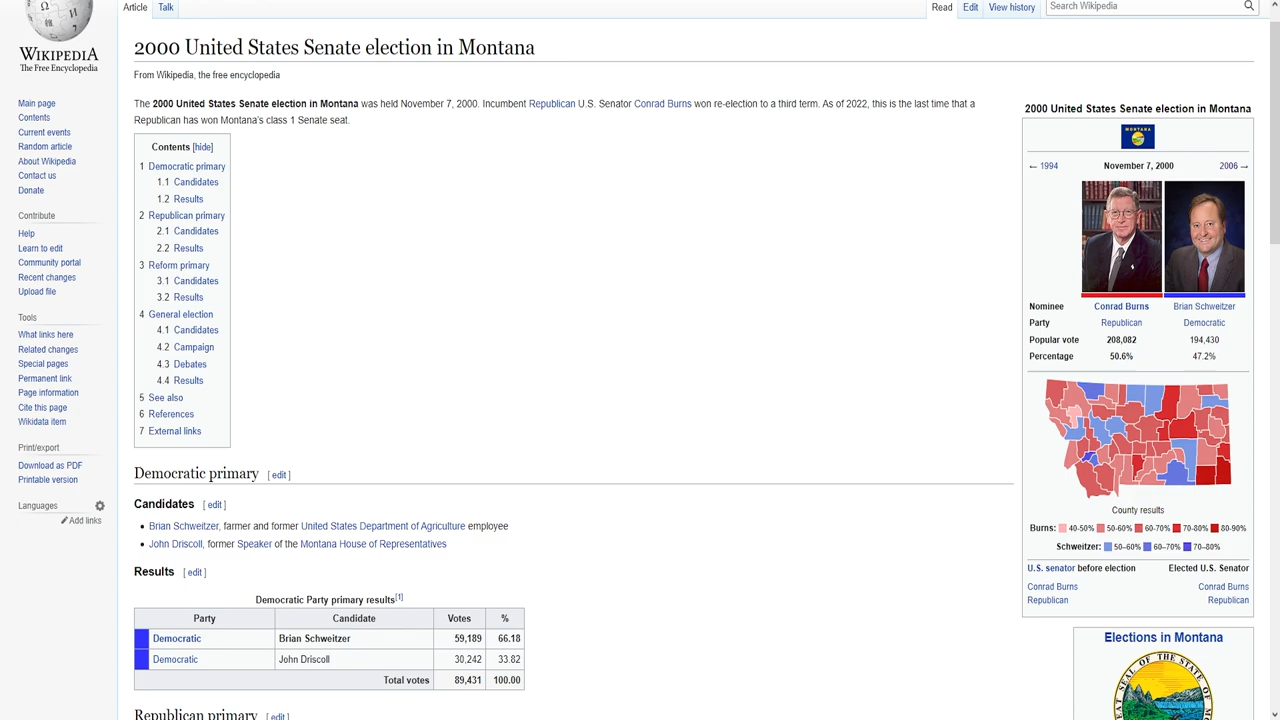 Article
Talk
Read
Edit
View history
Search Wikipedia
WIKIPEDIA
The Free Encyclopedia
Main page
Contents
Current events
Random article
About Wikipedia
Contact us
Donate
Contribute
Help
Learn to edit
Community portal
Recent changes
Upload file
Tools
What links here
Related changes
Special pages
Permanent link
Page information
Cite this page
Wikidata item
Print/export
Download as PDF
Printable version
Languages
Add links
2000 United States Senate election in Montana
From Wikipedia, the free encyclopedia
The 2000 United States Senate election in Montana was held November 7, 2000. Incumbent Republican U.S. Senator Conrad Burns won re-election to a third term. As of 2022, this is the last time that a
Republican has won Montana's class 1 Senate seat.
Contents [hide]
1 Democratic primary
1.1 Candidates
1.2 Results
2 Republican primary
2.1 Candidates
2.2 Results
3 Reform primary
3.1 Candidates
3.2 Results
4 General election
4.1 Candidates
4.2 Campaign
4.3 Debates
4.4 Results
5 See also
6 References
7 External links
Democratic primary [ edit ]
Candidates [ edit ]
• Brian Schweitzer, farmer and former United States Department of Agriculture employee
• John Driscoll, former Speaker of the Montana House of Representatives
Results [ edit ]
Democratic Party primary results[1]
Party Candidate Votes %
Democratic Brian Schweitzer 59,189 66.18
Democratic John Driscoll 30,242 33.82
Total votes 89,431 100.00
Republican primary [ edit ]
2000 United States Senate election in Montana
MONTANA
← 1994 November 7, 2000 2006 →
Nominee Conrad Burns Brian Schweitzer
Party Republican Democratic
Popular vote 208,082 194,430
Percentage 50.6% 47.2%
County results
Burns: 40-50% 50-60% 60-70% 70-80% 80-90%
Schweitzer: 50–60% 60–70% 70–80%
U.S. senator before election Elected U.S. Senator
Conrad Burns Conrad Burns
Republican Republican
Elections in Montana
SEAL OF THE STATE